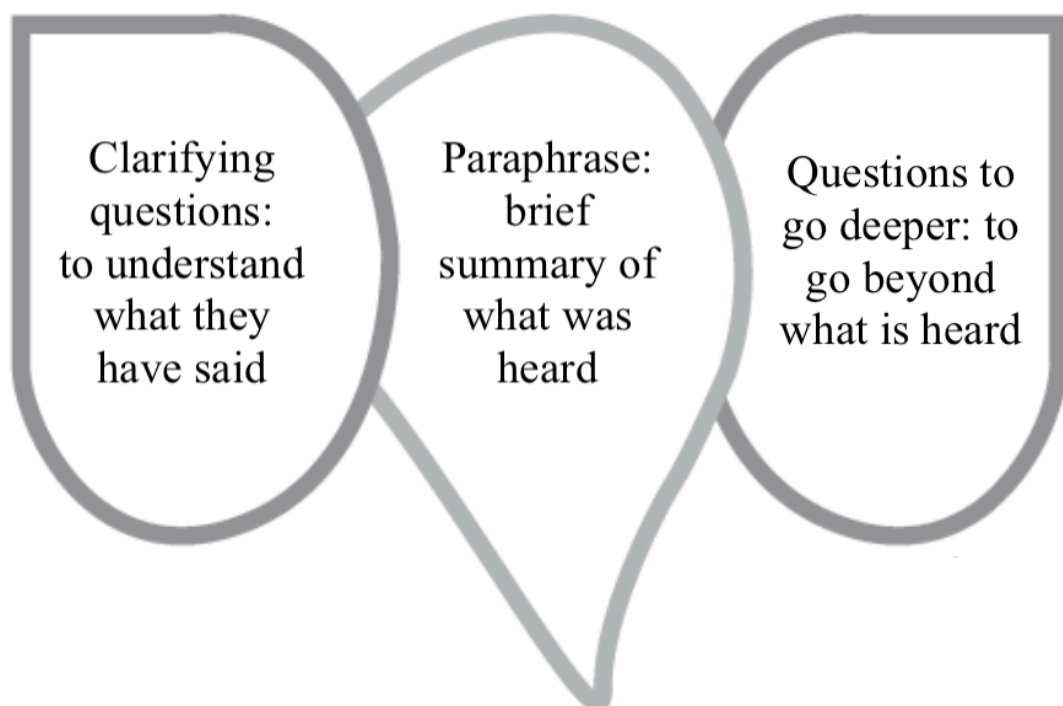 Clarifying
questions:
to understand
what they
have said
Paraphrase:
brief
summary of
what was
heard
Questions to
go deeper: to
go beyond
what is heard